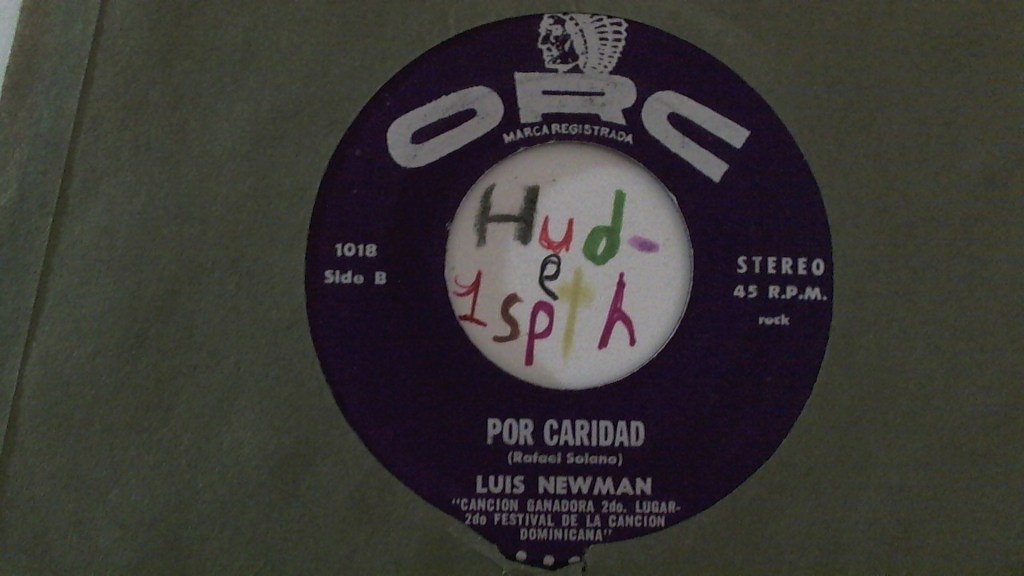 ORC
MARCA REGISTRADA
Hud-
e
1spth
1018
Side B
STEREO
45 R.P.M.
rock
POR CARIDAD
(Rafael Solano)
LUIS NEWMAN
"CANCION GANADORA 2do. LUGAR-
2do FESTIVAL DE LA CANCION
DOMINICANA"